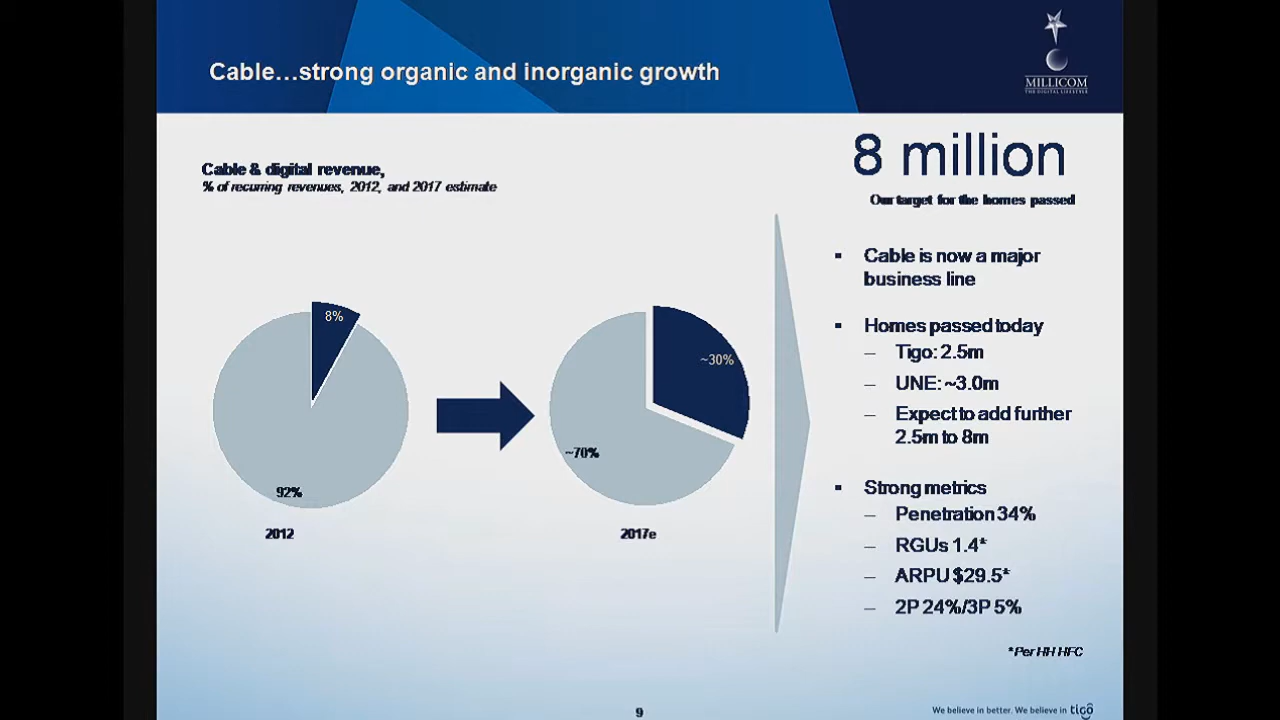 Cable…strong organic and inorganic growth
MILLICOM
THE DIGITAL LIFESTYLE
Cable & digital revenue,
% of recurring revenues, 2012, and 2017 estimate
8%
92%
2012
~30%
~70%
2017e
8 million
Our target for the homes passed
▪ Cable is now a major
business line
▪ Homes passed today
– Tigo: 2.5m
– UNE: ~3.0m
– Expect to add further
2.5m to 8m
▪ Strong metrics
– Penetration 34%
– RGUs 1.4*
– ARPU $29.5*
– 2P 24%/3P 5%
*Per HH HFC
9
We believe in better. We believe in tigo